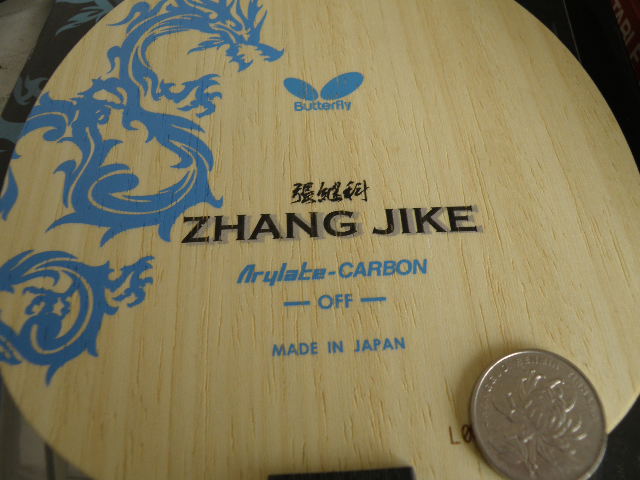 Butterfly
張繼科
ZHANG JIKE
Arylate-CARBON
OFF
MADE IN JAPAN